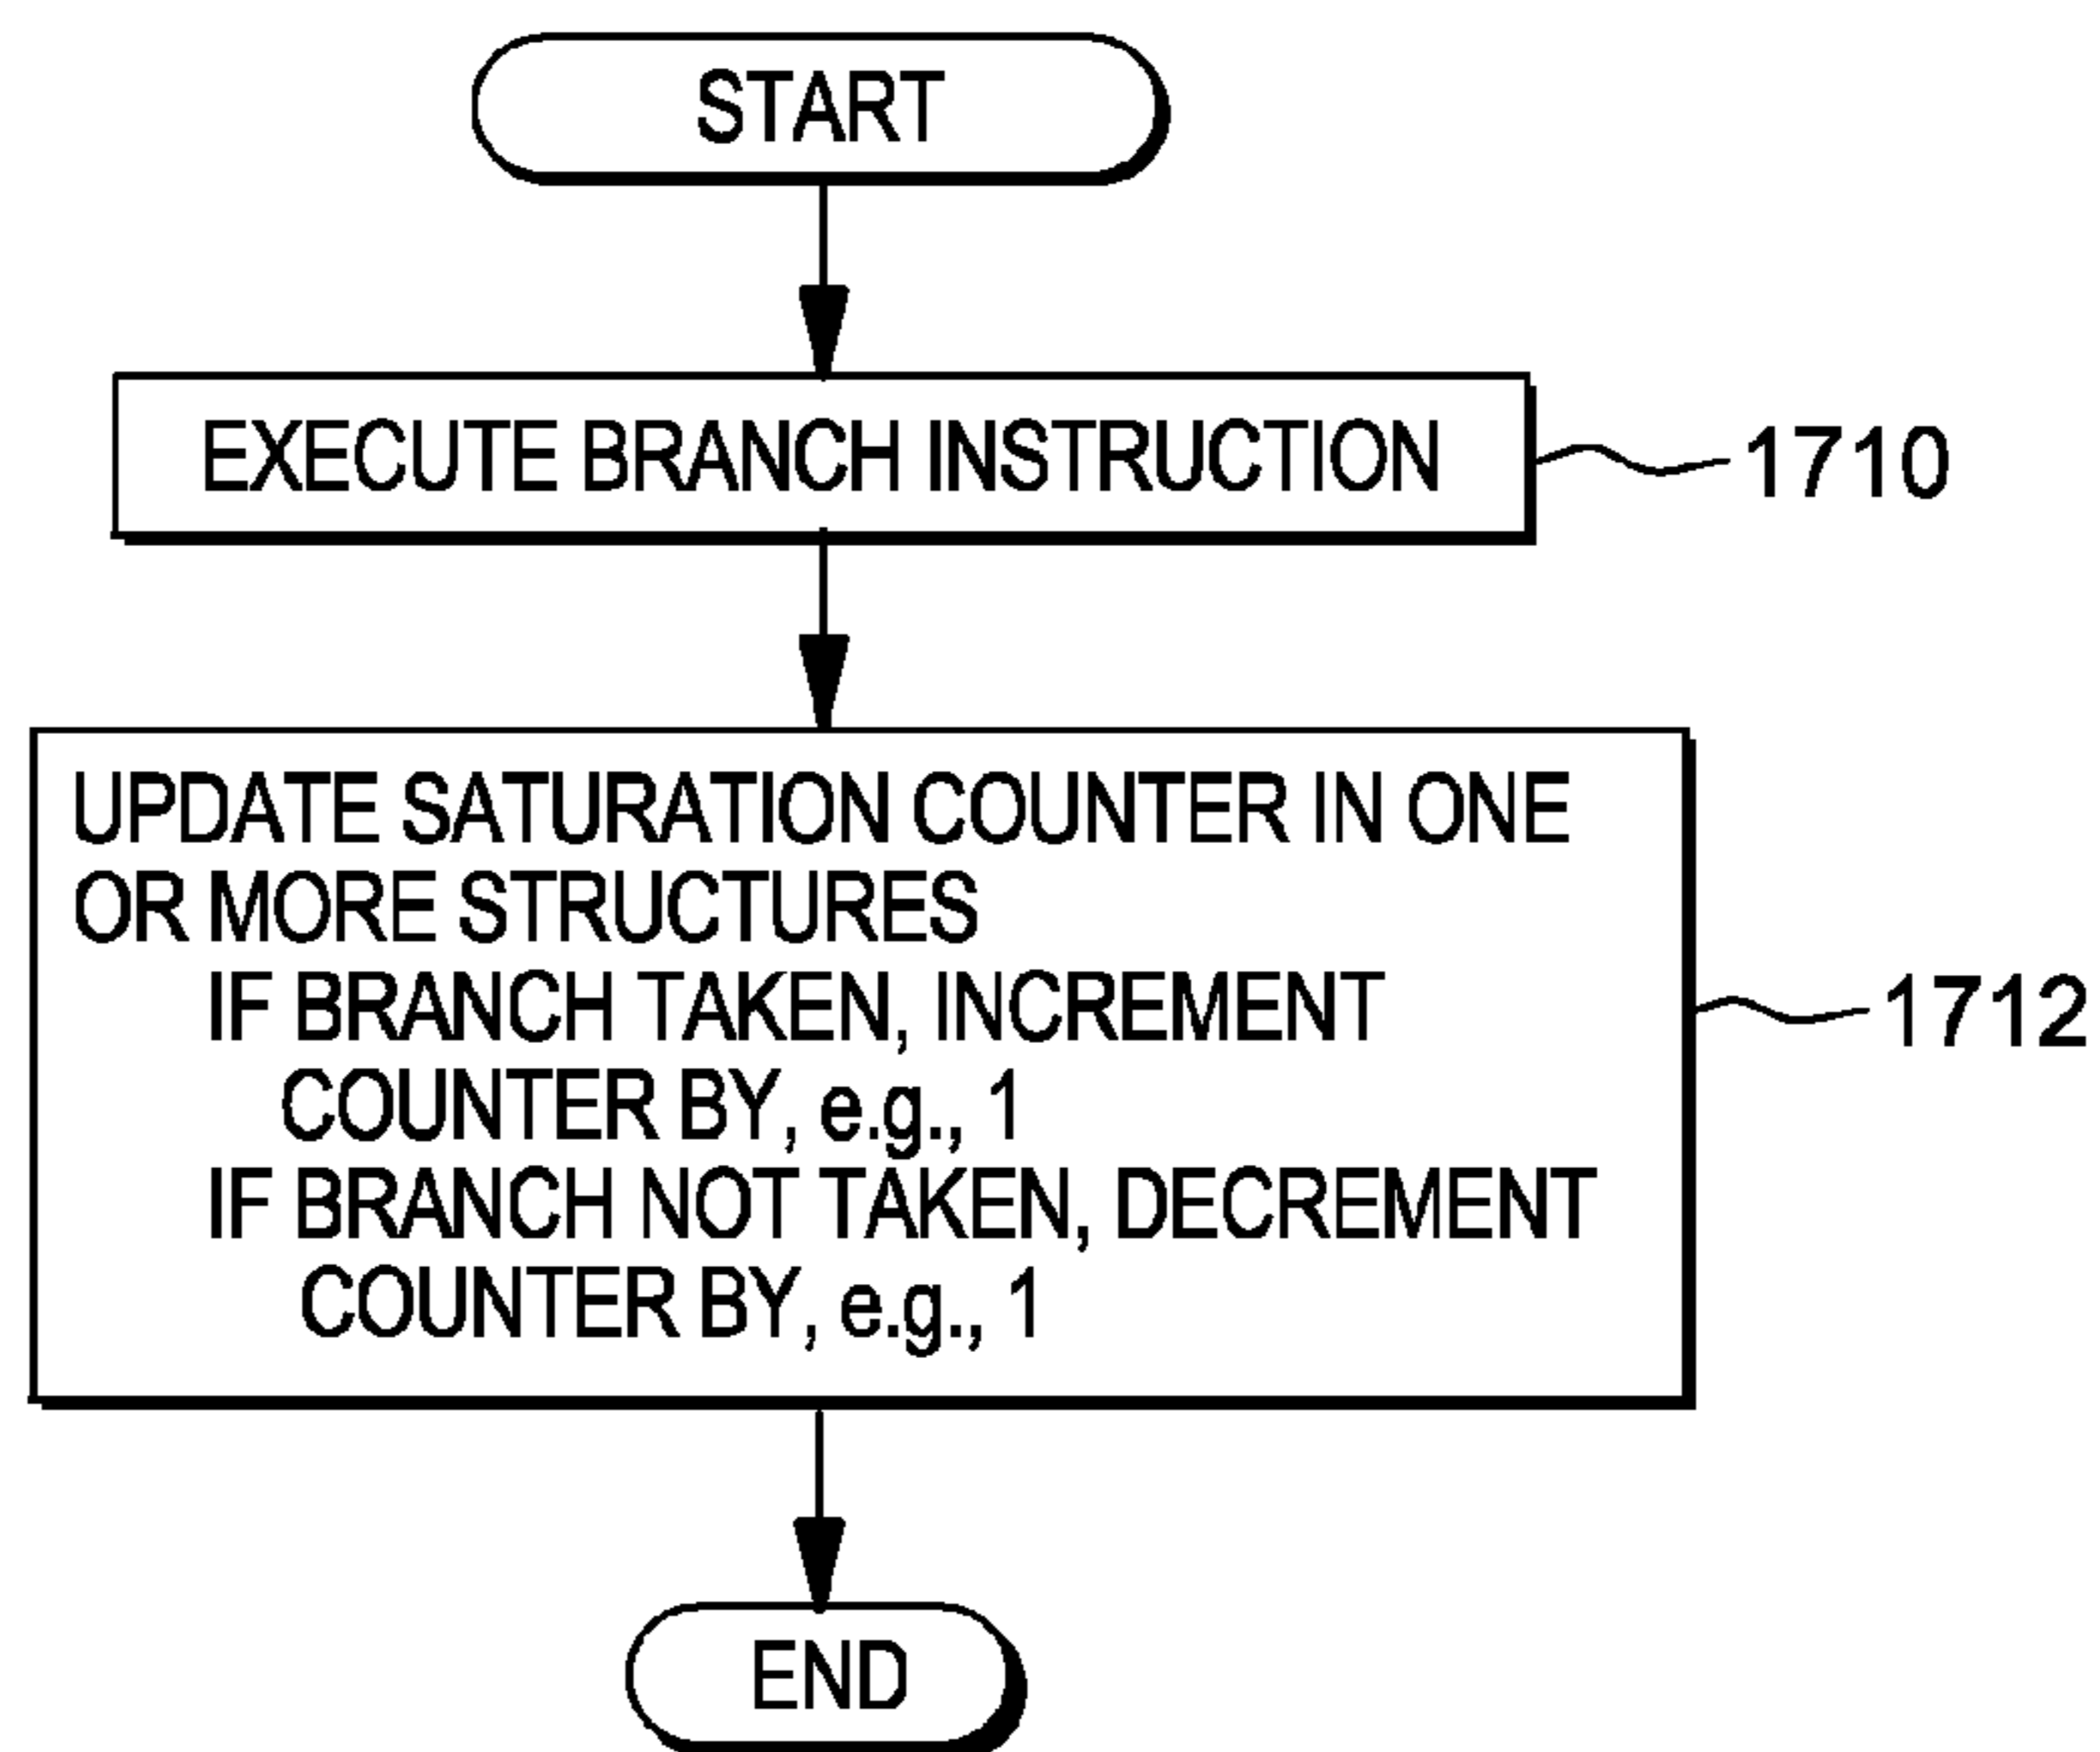 START
EXECUTE BRANCH INSTRUCTION
1710
UPDATE SATURATION COUNTER IN ONE
OR MORE STRUCTURES
IF BRANCH TAKEN, INCREMENT
COUNTER BY, e.g., 1
IF BRANCH NOT TAKEN, DECREMENT
COUNTER BY, e.g., 1
1712
END